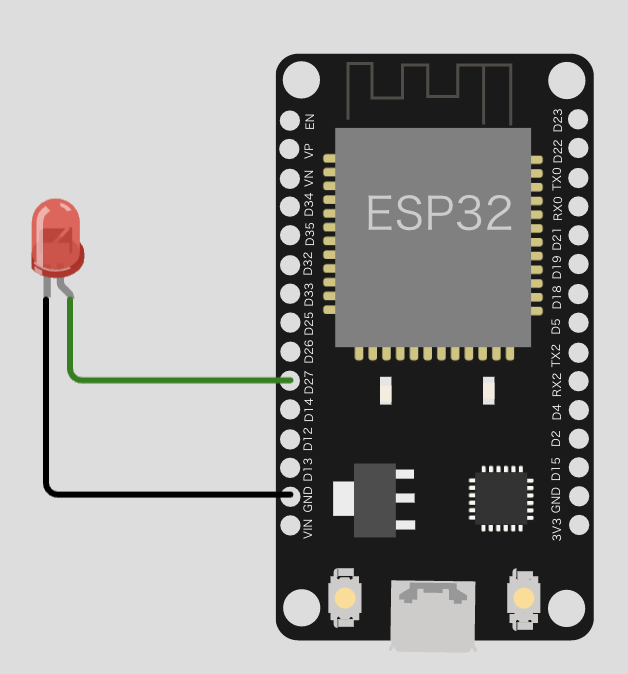 EN
VP
VN
D34
D35
D32
D33
D25
D26
D27
D14
D12
D13
GND
VIN
ESP32
D23
D22
TX0
RX0
D21
D19
D18
D5
TX2
RX2
D4
D2
D15
GND
3V3